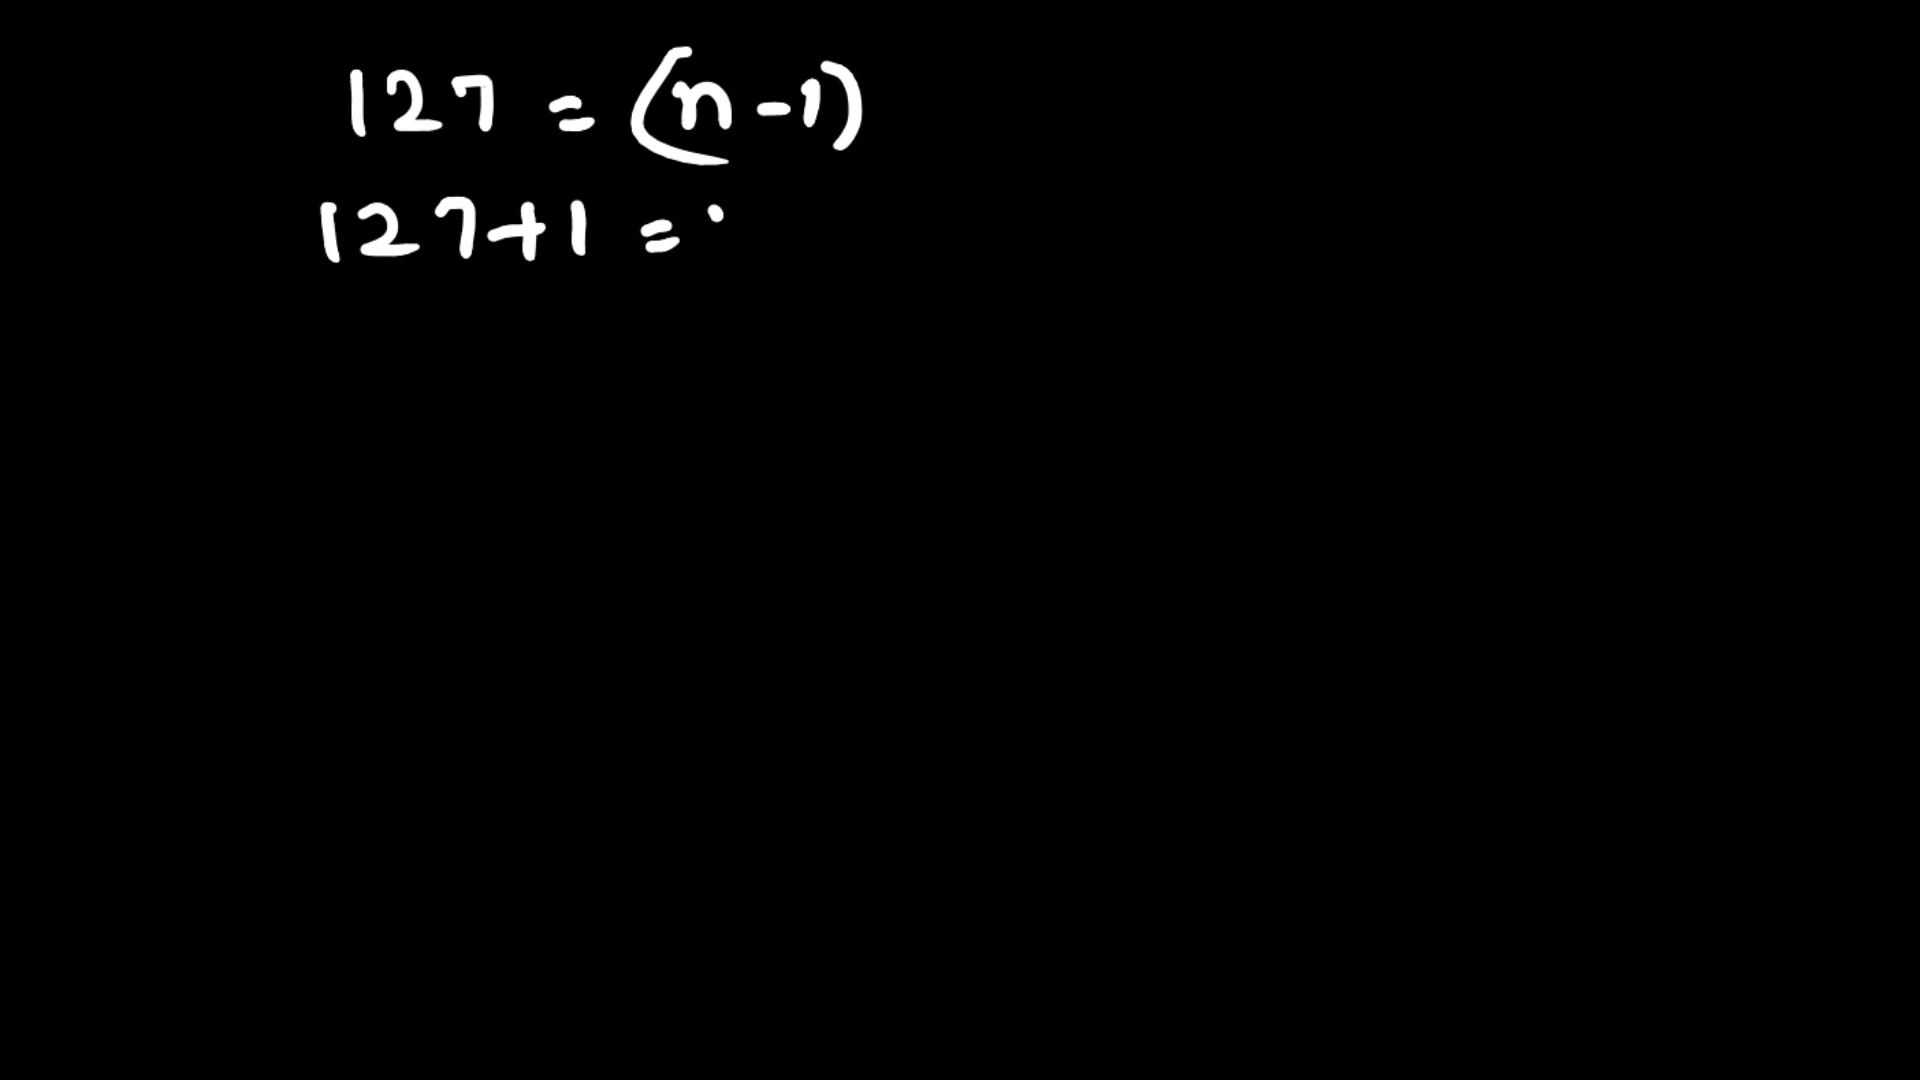 127 = (n-1)
127+1 =